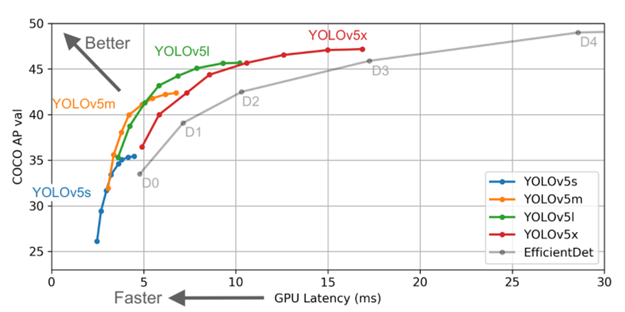 50
45
40
35
30
25
COCO AP val
Better
YOLOv5s
YOLOv5m
YOLOv5l
YOLOv5x
D0
D1
D2
D3
D4
YOLOv5s
YOLOv5m
YOLOv5l
YOLOv5x
EfficientDet
0 5 10 15 20 25 30
Faster
GPU Latency (ms)